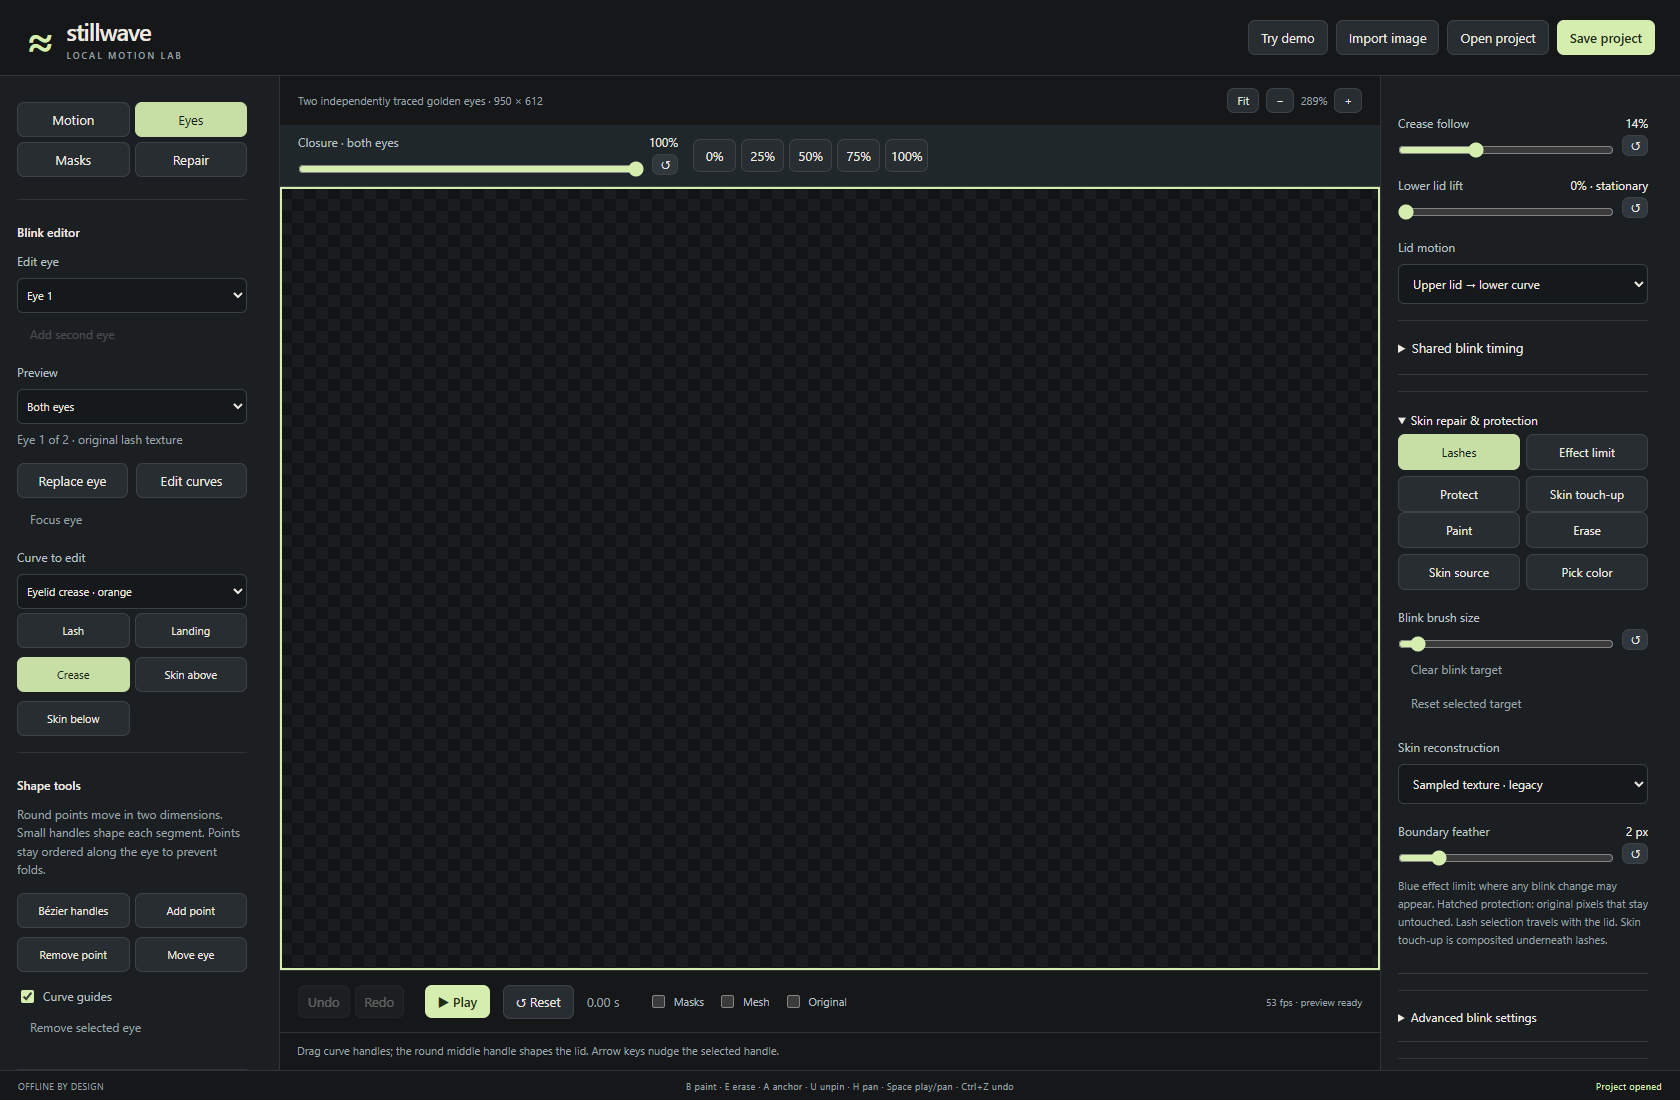 stillwave
LOCAL MOTION LAB
Try demo
Import image
Open project
Save project
Motion
Eyes
Masks
Repair
Blink editor
Edit eye
Eye 1
Add second eye
Preview
Both eyes
Eye 1 of 2 · original lash texture
Replace eye
Edit curves
Focus eye
Curve to edit
Eyelid crease · orange
Lash
Landing
Crease
Skin above
Skin below
Shape tools
Round points move in two dimensions.
Small handles shape each segment. Points
stay ordered along the eye to prevent
folds.
Bézier handles
Add point
Remove point
Move eye
Curve guides
Remove selected eye
Two independently traced golden eyes · 950 × 612
Fit
−
289%
+
Closure · both eyes
100%
↺
0%
25%
50%
75%
100%
Undo
Redo
▶ Play
↺ Reset
0.00 s
Masks
Mesh
Original
53 fps · preview ready
Drag curve handles; the round middle handle shapes the lid. Arrow keys nudge the selected handle.
Crease follow
14%
↺
Lower lid lift
0% · stationary
↺
Lid motion
Upper lid → lower curve
▶ Shared blink timing
▼ Skin repair & protection
Lashes
Effect limit
Protect
Skin touch-up
Paint
Erase
Skin source
Pick color
Blink brush size
↺
Clear blink target
Reset selected target
Skin reconstruction
Sampled texture · legacy
Boundary feather
2 px
↺
Blue effect limit: where any blink change may
appear. Hatched protection: original pixels that stay
untouched. Lash selection travels with the lid. Skin
touch-up is composited underneath lashes.
▶ Advanced blink settings
OFFLINE BY DESIGN
B paint · E erase · A anchor · U unpin · H pan · Space play/pan · Ctrl+Z undo
Project opened